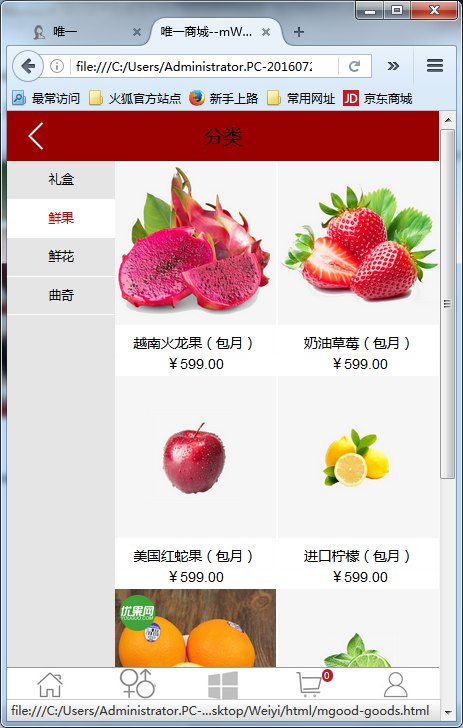 唯一
唯一商城--mW...
file:///C:/Users/Administrator.PC-2016072
最常访问 火狐官方站点 新手上路 常用网址 JD 京东商城
分类
礼盒
鲜果
鲜花
曲奇
越南火龙果（包月） 奶油草莓（包月）
￥599.00 ￥599.00
美国红蛇果（包月） 进口柠檬（包月）
￥599.00 ￥599.00
优果网
YOUGUO.COM
0
file:///C:/Users/Administrator.PC-...sktop/Weiyi/html/mgood-goods.html